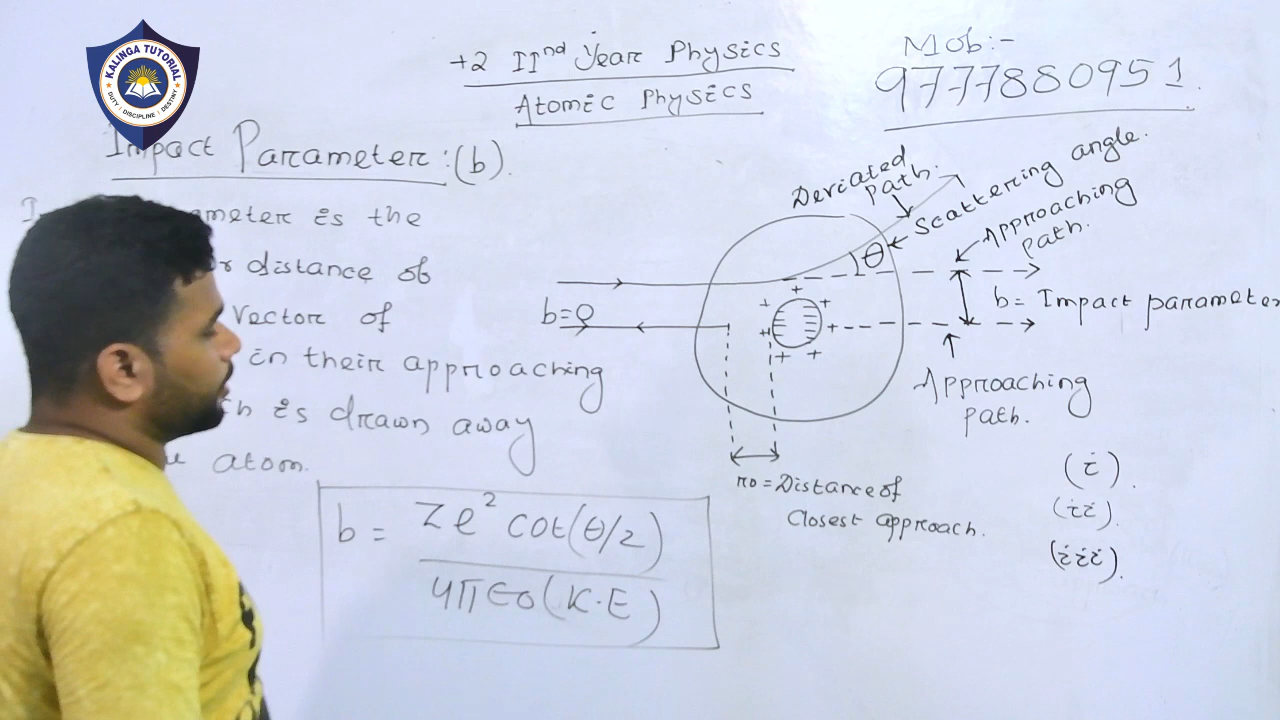 KALINGA TUTORIAL
DUTY | DISCIPLINE | DESTINY
+2 IInd Year Physics
Atomic Physics
Mob:-
9777880951
Impact Parameter:(b).
is the
distance of
Vector of
in their approaching
is drawn away
atom.
b = Ze² cot(θ/2)
4π∈0(K.E)
Deviated
path.
Scattering angle.
Approaching
path.
θ
b=0
b= Impact parameter
Approaching
path.
r0=Distance of
Closest approach.
(i).
(ii).
(iii).